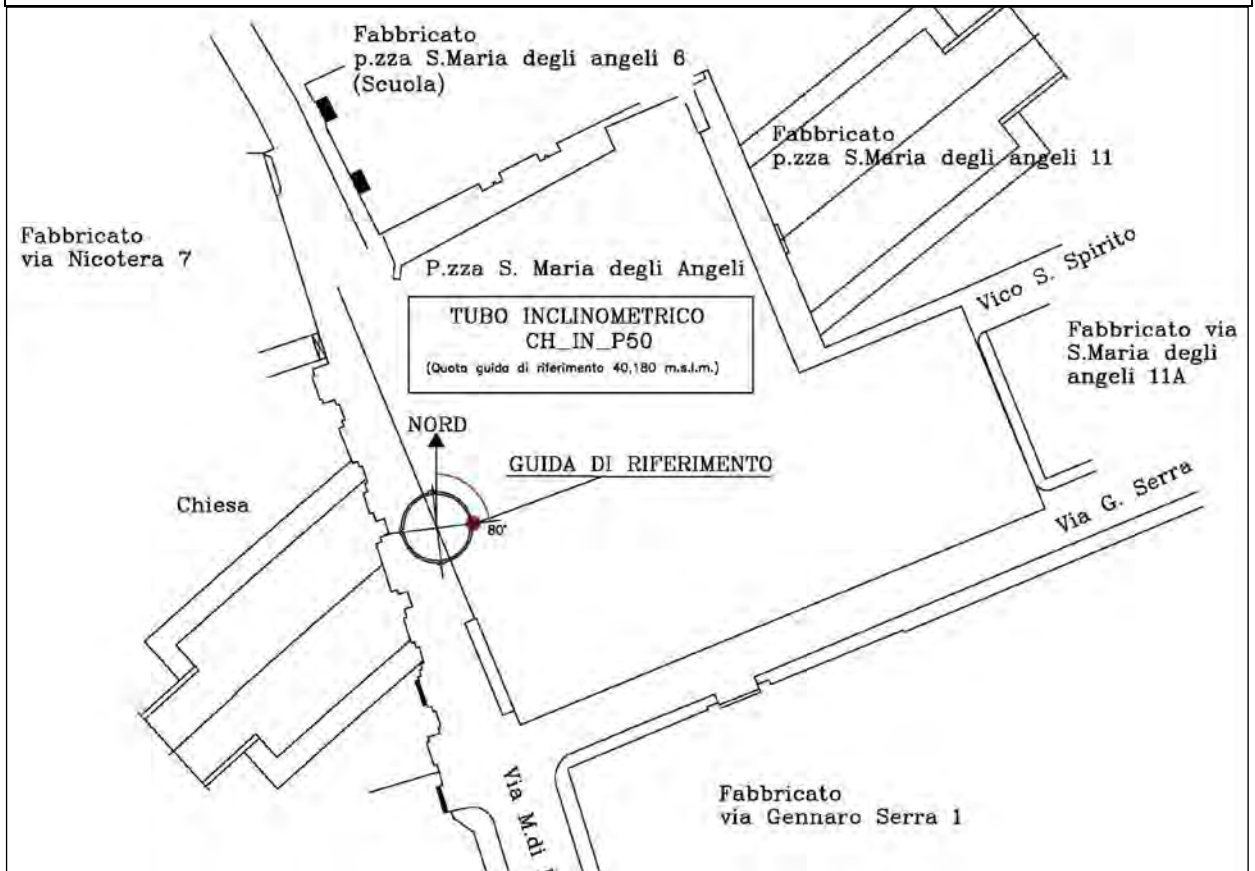 Fabbricato
p.zza S.Maria degli angeli 6
(Scuola)
Fabbricato
p.zza S.Maria degli angeli 11
Fabbricato
via Nicotera 7
P.zza S. Maria degli Angeli
Vico S. Spirito
TUBO INCLINOMETRICO
CH_IN_P50
(Quota guida di riferimento 40,180 m.s.l.m.)
Fabbricato via
S.Maria degli
angeli 11A
NORD
GUIDA DI RIFERIMENTO
Chiesa
80°
Via G. Serra
Via M.di
Fabbricato
via Gennaro Serra 1